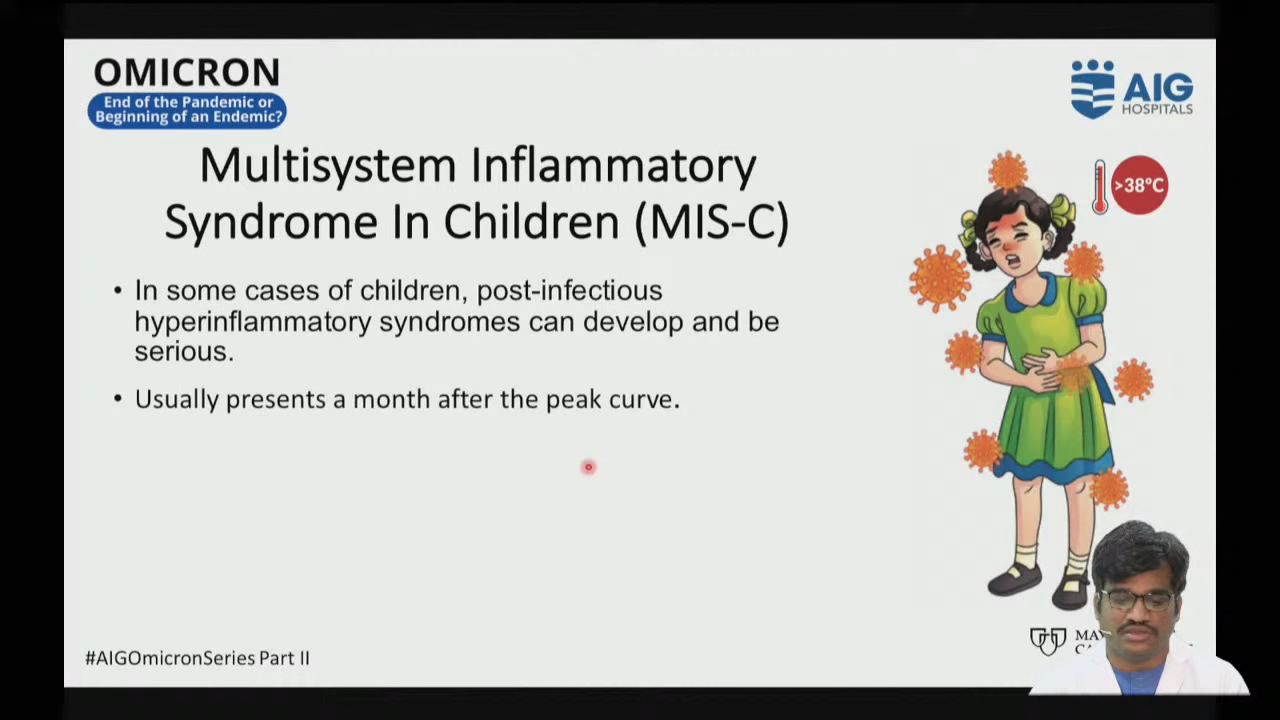 OMICRON
End of the Pandemic or
Beginning of an Endemic?
AIG
HOSPITALS
Multisystem Inflammatory
Syndrome In Children (MIS-C)
>38°C
• In some cases of children, post-infectious
hyperinflammatory syndromes can develop and be
serious.
• Usually presents a month after the peak curve.
#AIGOmicronSeries Part II